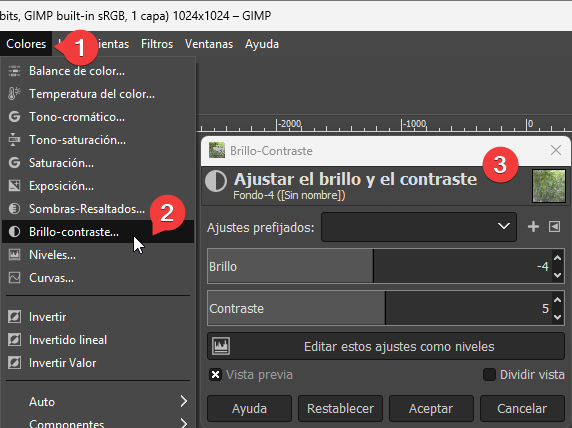 bits, GIMP built-in sRGB, 1 capa) 1024x1024 – GIMP
Colores
Filtros
Ventanas
Ayuda
1
Balance de color...
Temperatura del color...
Tono-cromático...
Tono-saturación...
Saturación...
Exposición...
Sombras-Resaltados...
Brillo-contraste...
Niveles...
Curvas...
Invertir
Invertido lineal
Invertir Valor
Auto
Componentes
2
-2000
-1000
0
Brillo-Contraste
3
Ajustar el brillo y el contraste
Fondo-4 ([Sin nombre])
Ajustes prefijados:
Brillo
-4
Contraste
5
Editar estos ajustes como niveles
Vista previa
Dividir vista
Ayuda
Restablecer
Aceptar
Cancelar